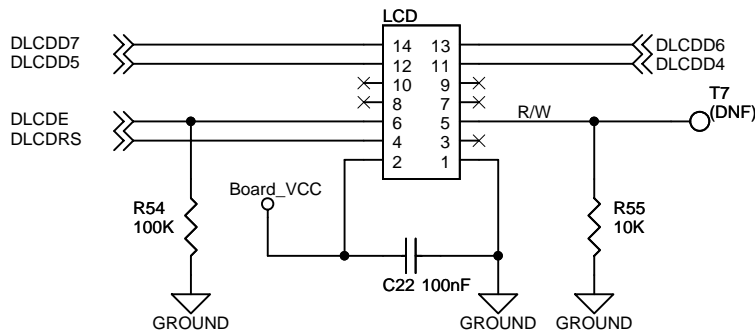 LCD
DLCDD7 14 13 DLCDD6
DLCDD5 12 11 DLCDD4
10 9
8 7
DLCDE 6 5 R/W
T7
(DNF)
DLCDRS 4 3
2 1
Board_VCC
R54
100K
R55
10K
C22 100nF
GROUND GROUND GROUND